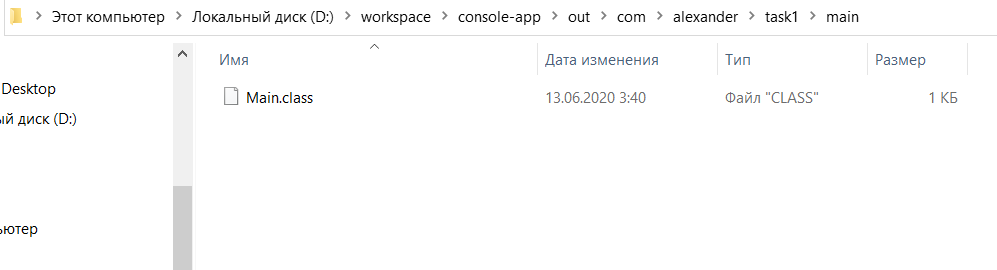 Этот компьютер > Локальный диск (D:) > workspace > console-app > out > com > alexander > task1 > main
Имя Дата изменения Тип Размер
Desktop
Main.class 13.06.2020 3:40 Файл "CLASS" 1 КБ
ый диск (D:)
ьютер